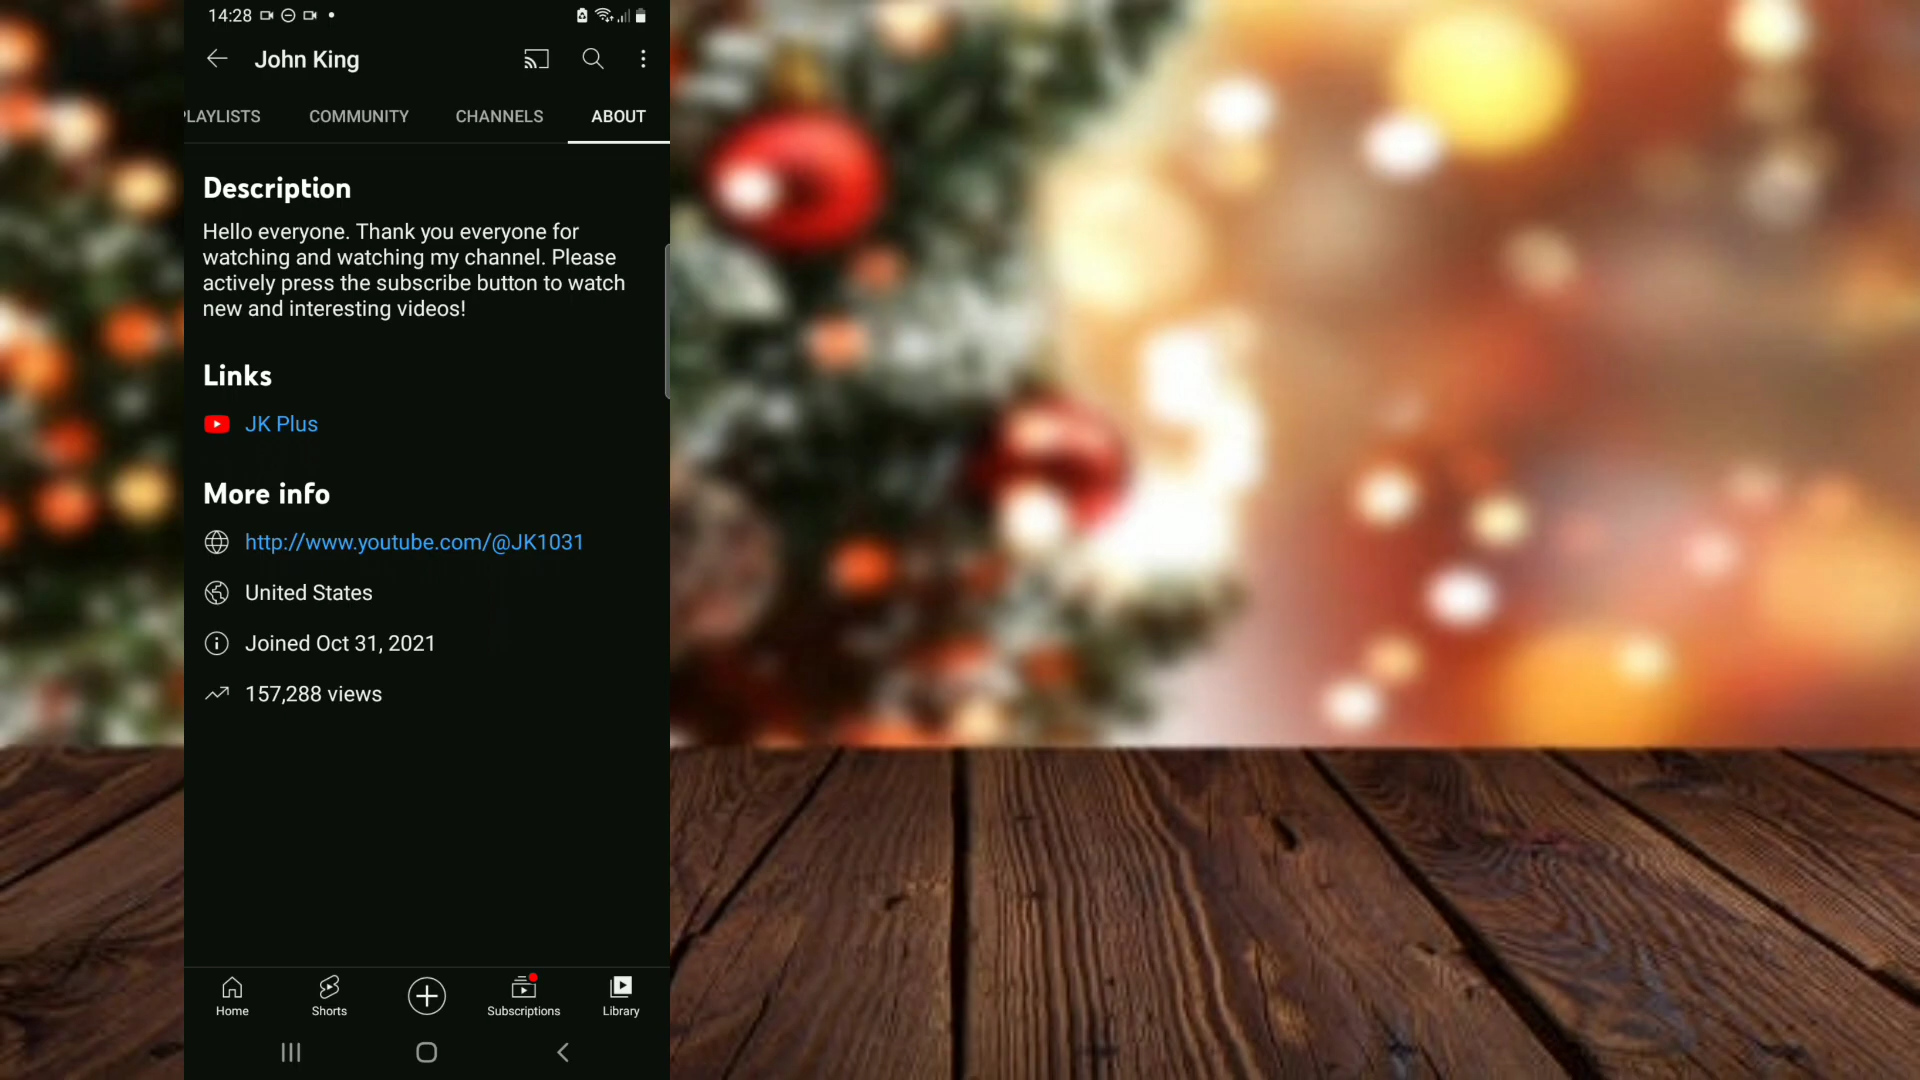 14:28
John King
PLAYLISTS COMMUNITY CHANNELS ABOUT
Description
Hello everyone. Thank you everyone for
watching and watching my channel. Please
actively press the subscribe button to watch
new and interesting videos!
Links
JK Plus
More info
http://www.youtube.com/@JK1031
United States
Joined Oct 31, 2021
157,288 views
Home Shorts Subscriptions Library